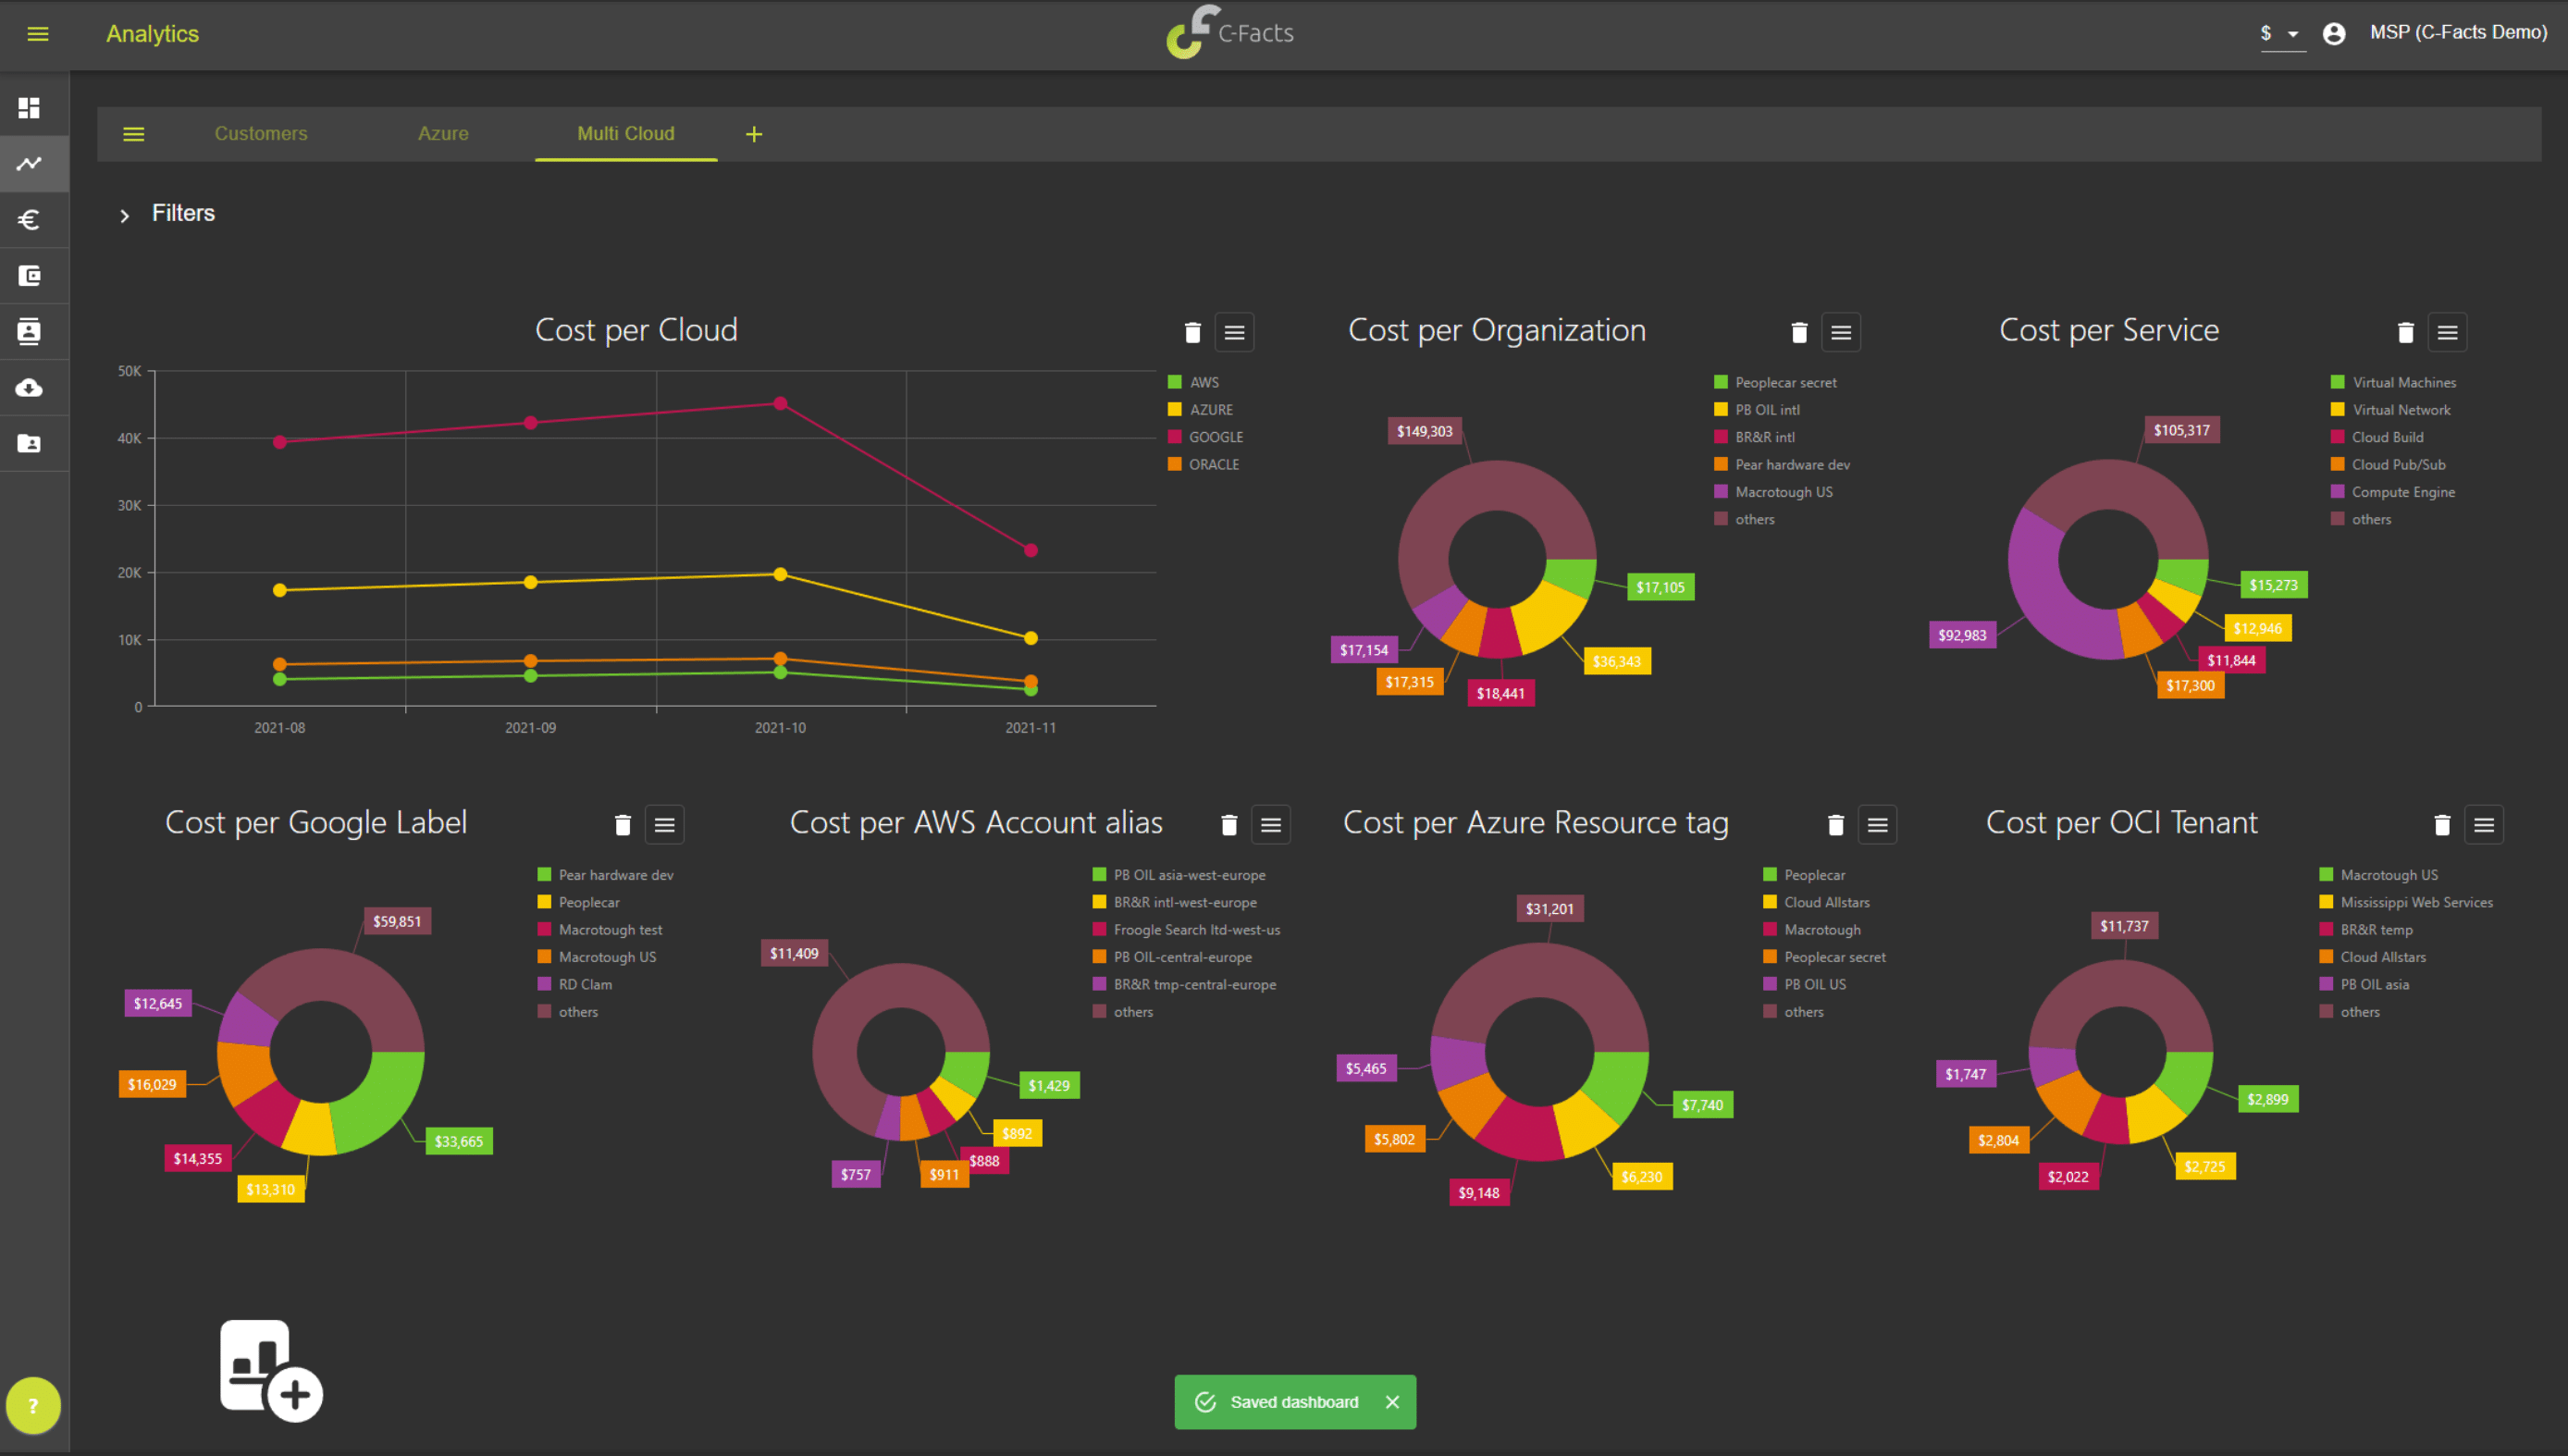 Analytics
C-Facts
$
MSP (C-Facts Demo)
Customers
Azure
Multi Cloud
Filters
Cost per Cloud
50K
40K
30K
20K
10K
0
2021-08
2021-09
2021-10
2021-11
AWS
AZURE
GOOGLE
ORACLE
Cost per Organization
$149,303
$17,105
$36,343
$18,441
$17,315
$17,154
Peoplecar secret
PB OIL intl
BR&R intl
Pear hardware dev
Macrotough US
others
Cost per Service
$105,317
$15,273
$12,946
$11,844
$17,300
$92,983
Virtual Machines
Virtual Network
Cloud Build
Cloud Pub/Sub
Compute Engine
others
Cost per Google Label
$59,851
$12,645
$16,029
$14,355
$13,310
$33,665
Pear hardware dev
Peoplecar
Macrotough test
Macrotough US
RD Clam
others
Cost per AWS Account alias
$11,409
$1,429
$892
$888
$911
$757
PB OIL asia-west-europe
BR&R intl-west-europe
Froogle Search ltd-west-us
PB OIL-central-europe
BR&R tmp-central-europe
others
Cost per Azure Resource tag
$31,201
$5,465
$5,802
$9,148
$6,230
$7,740
Peoplecar
Cloud Allstars
Macrotough
Peoplecar secret
PB OIL US
others
Cost per OCI Tenant
$11,737
$1,747
$2,804
$2,022
$2,725
$2,899
Macrotough US
Mississippi Web Services
BR&R temp
Cloud Allstars
PB OIL asia
others
?
Saved dashboard